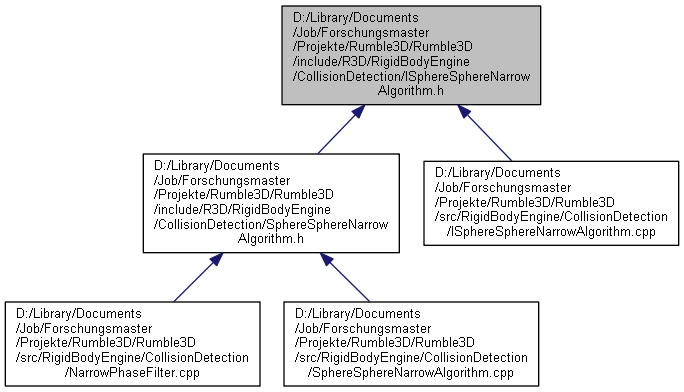 D:/Library/Documents
/Job/Forschungsmaster
/Projekte/Rumble3D/Rumble3D
/include/R3D/RigidBodyEngine
/CollisionDetection/ISphereSphereNarrow
Algorithm.h
D:/Library/Documents
/Job/Forschungsmaster
/Projekte/Rumble3D/Rumble3D
/include/R3D/RigidBodyEngine
/CollisionDetection/SphereSphereNarrow
Algorithm.h
D:/Library/Documents
/Job/Forschungsmaster
/Projekte/Rumble3D/Rumble3D
/src/RigidBodyEngine/CollisionDetection
/ISphereSphereNarrowAlgorithm.cpp
D:/Library/Documents
/Job/Forschungsmaster
/Projekte/Rumble3D/Rumble3D
/src/RigidBodyEngine/CollisionDetection
/NarrowPhaseFilter.cpp
D:/Library/Documents
/Job/Forschungsmaster
/Projekte/Rumble3D/Rumble3D
/src/RigidBodyEngine/CollisionDetection
/SphereSphereNarrowAlgorithm.cpp